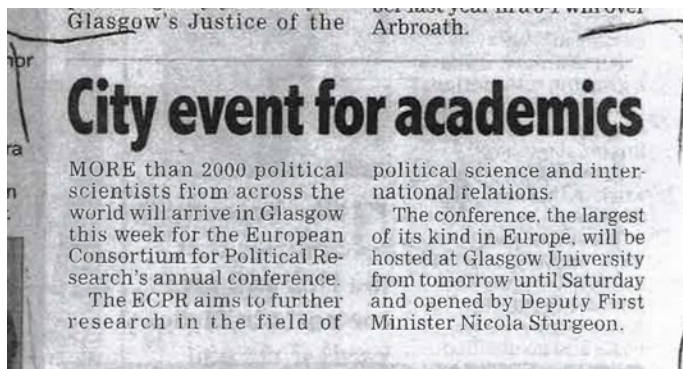 Glasgow's Justice of the
Arbroath.
City event for academics
MORE than 2000 political
scientists from across the
world will arrive in Glasgow
this week for the European
Consortium for Political Re-
search's annual conference.
The ECPR aims to further
research in the field of
political science and inter-
national relations.
The conference, the largest
of its kind in Europe, will be
hosted at Glasgow University
from tomorrow until Saturday
and opened by Deputy First
Minister Nicola Sturgeon.